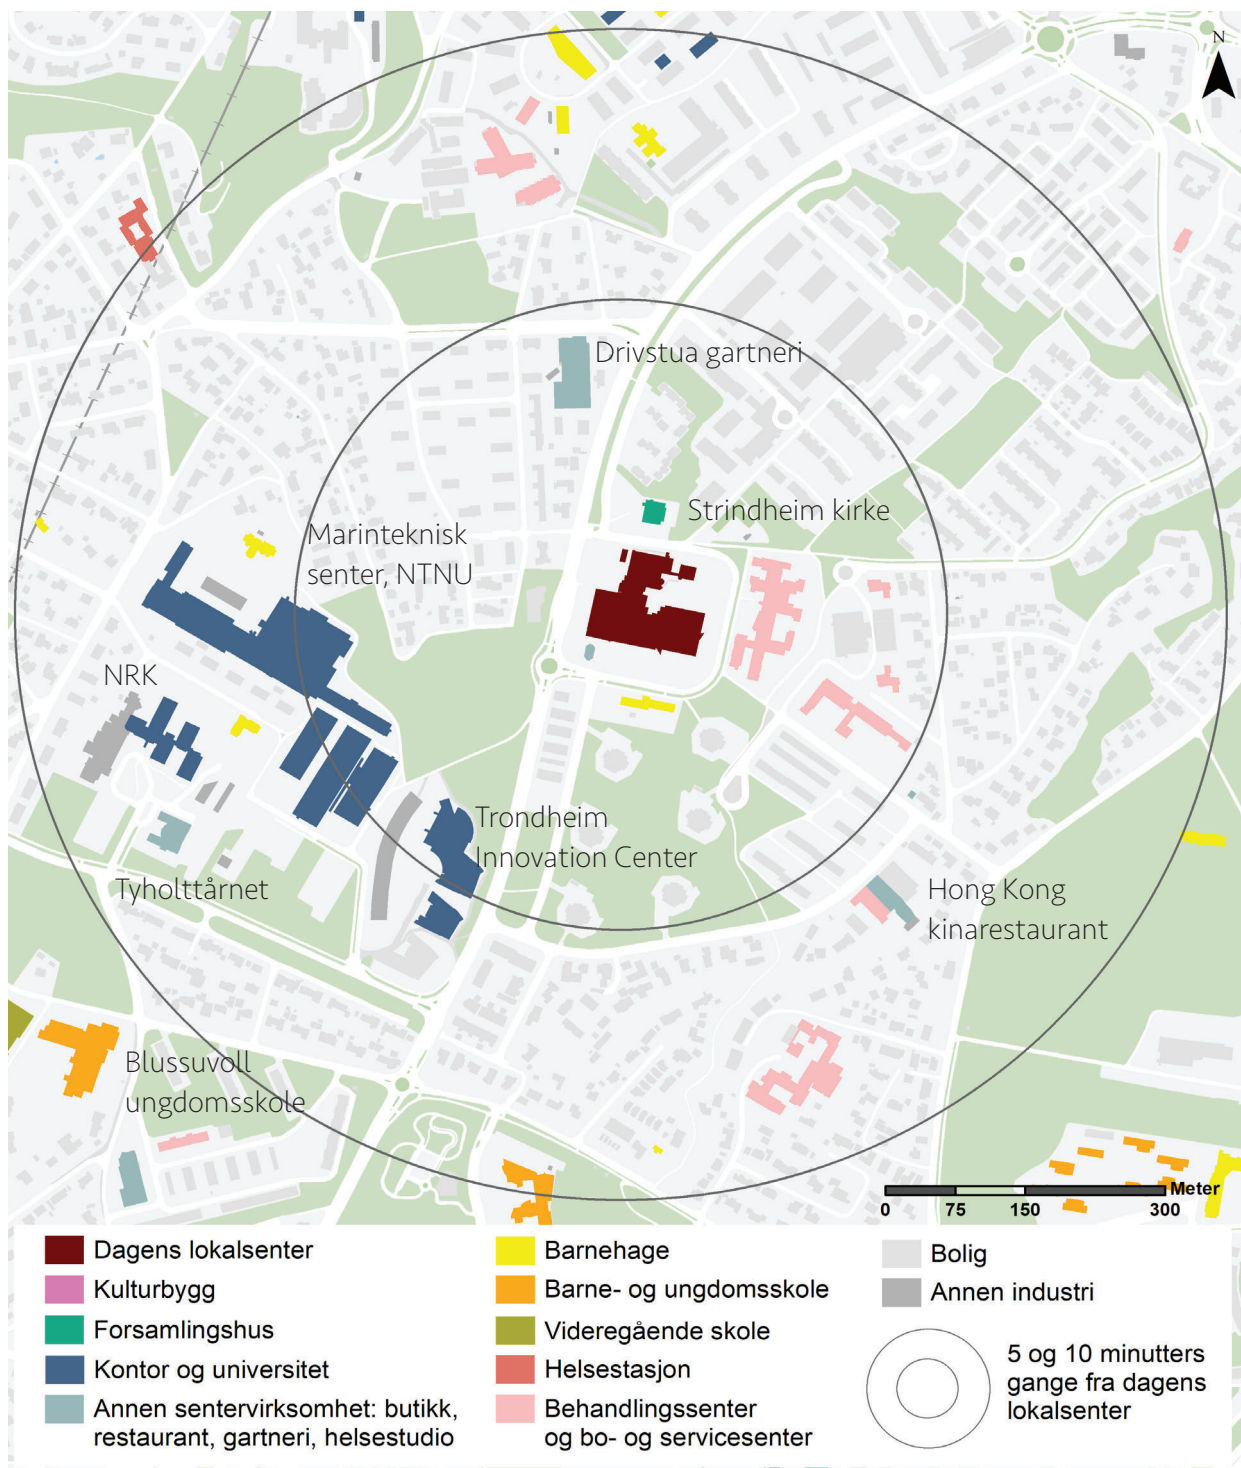 N
Drivstua gartneri
Strindheim kirke
Marinteknisk
senter, NTNU
NRK
Trondheim
Innovation Center
Tyholttårnet
Hong Kong
kinarestaurant
Blussuvoll
ungdomsskole
Meter
0 75 150 300
Dagens lokalsenter
Kulturbygg
Forsamlingshus
Kontor og universitet
Annen sentervirksomhet: butikk,
restaurant, gartneri, helsestudio
Barnehage
Barne- og ungdomsskole
Videregående skole
Helsestasjon
Behandlingssenter
og bo- og servicesenter
Bolig
Annen industri
5 og 10 minutters
gange fra dagens
lokalsenter